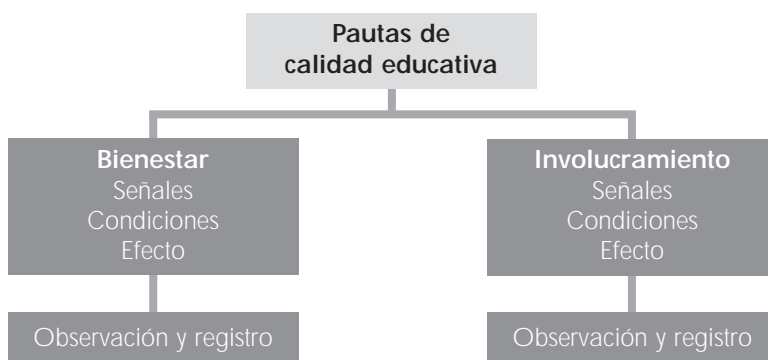 Pautas de
calidad educativa
Bienestar
Señales
Condiciones
Efecto
Involucramiento
Señales
Condiciones
Efecto
Observación y registro
Observación y registro